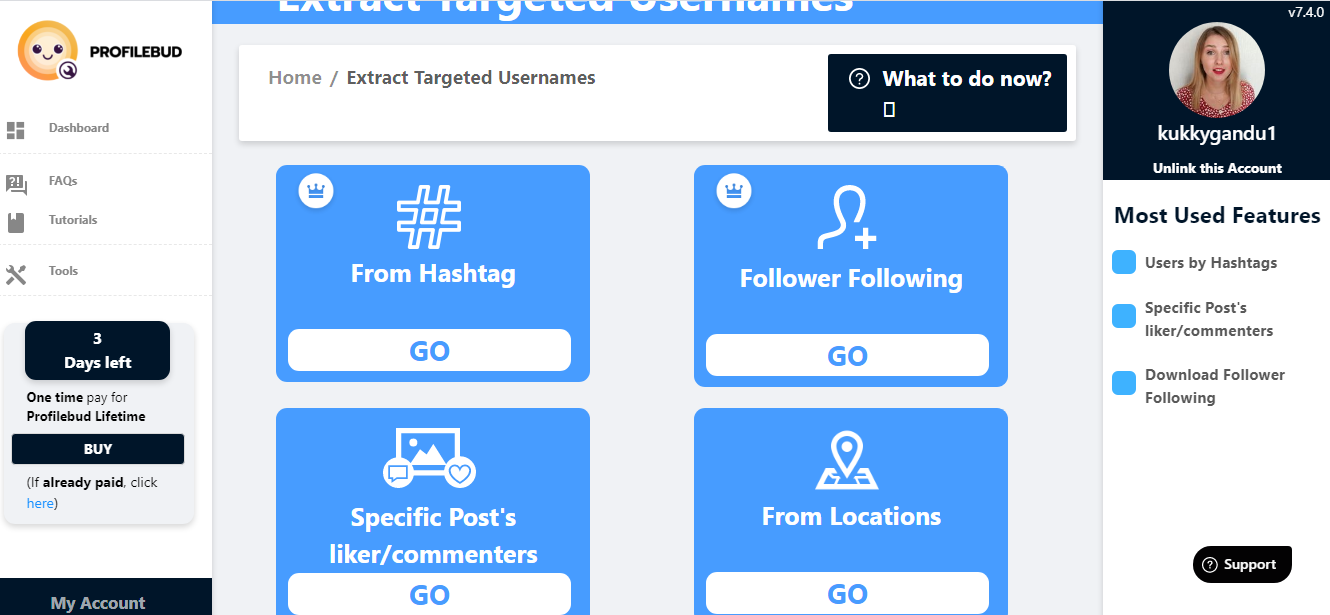 Extract Targeted Usernames
PROFILEBUD
Dashboard
FAQs
Tutorials
Tools
3
Days left
One time pay for
Profilebud Lifetime
BUY
(If already paid, click
here)
My Account
Home / Extract Targeted Usernames
What to do now?
From Hashtag
GO
Follower Following
GO
Specific Post's
liker/commenters
GO
From Locations
GO
v7.4.0
kukkygandu1
Unlink this Account
Most Used Features
Users by Hashtags
Specific Post's
liker/commenters
Download Follower
Following
Support